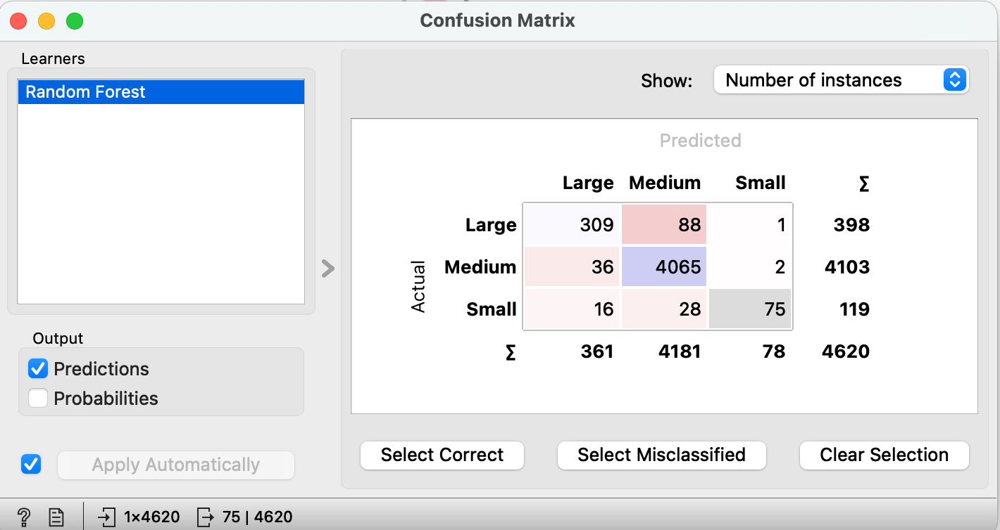 Confusion Matrix
Learners
Random Forest
Show: Number of instances
Predicted
Large Medium Small Σ
Actual
Large 309 88 1 398
Medium 36 4065 2 4103
Small 16 28 75 119
Σ 361 4181 78 4620
Output
Predictions
Probabilities
Apply Automatically
Select Correct Select Misclassified Clear Selection
? 1×4620 75 | 4620